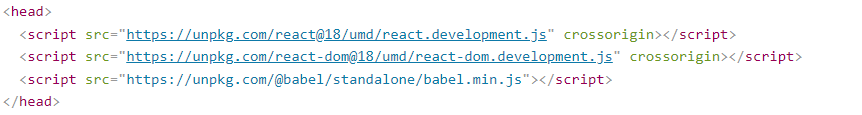 <head>
<script src="https://unpkg.com/react@18/umd/react.development.js" crossorigin></script>
<script src="https://unpkg.com/react-dom@18/umd/react-dom.development.js" crossorigin></script>
<script src="https://unpkg.com/@babel/standalone/babel.min.js"></script>
</head>